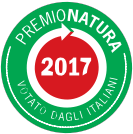 PREMIONATURA
2017
VOTATO DAGLI ITALIANI